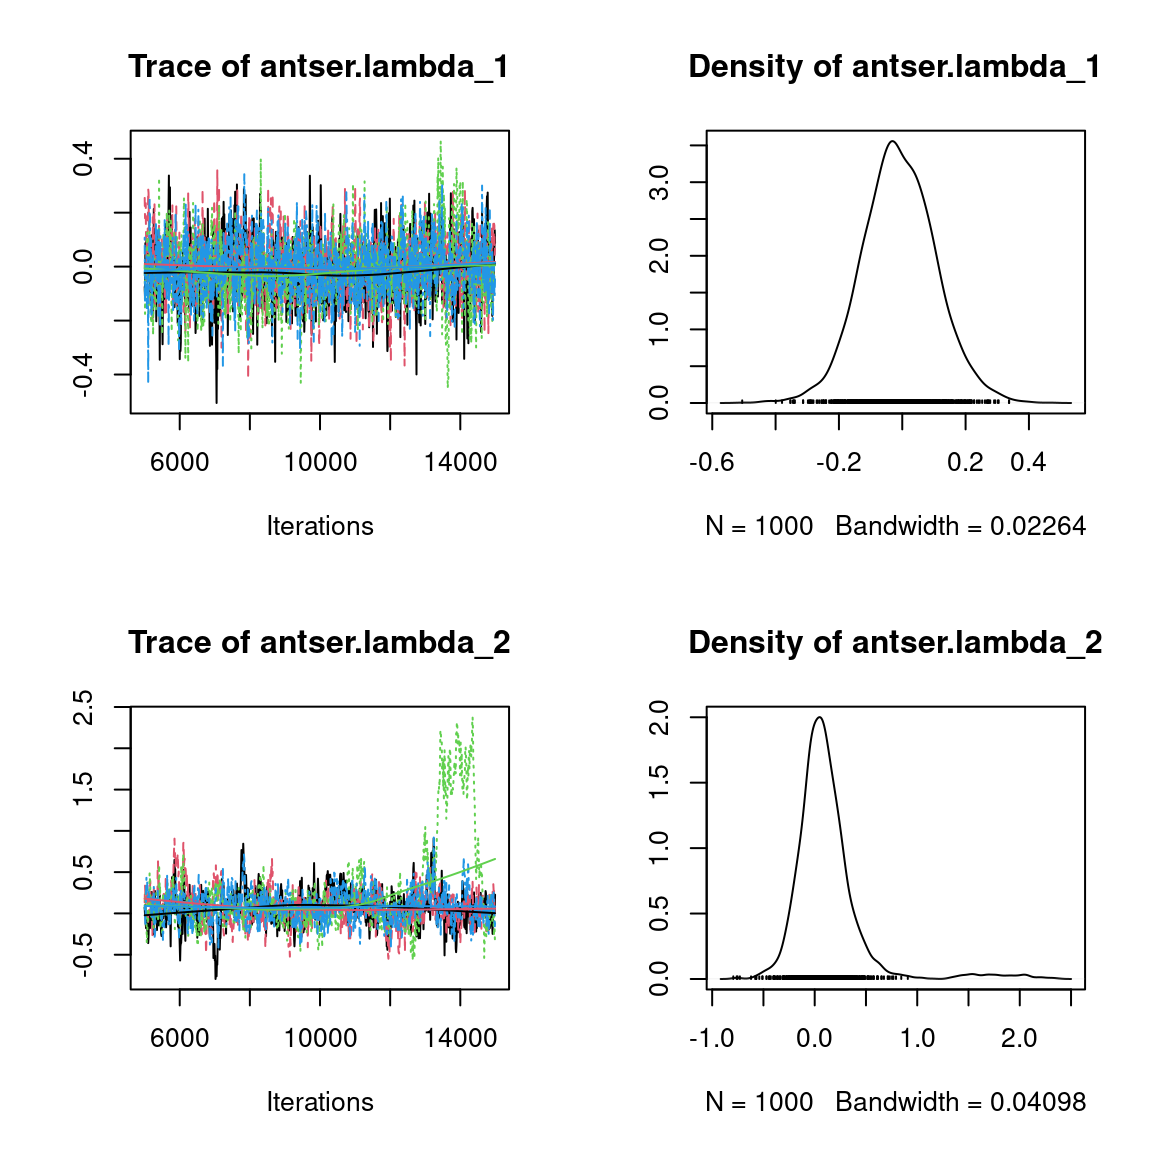 Trace of antser.lambda_1
0.4
0.0
-0.4
6000 10000 14000
Iterations
Density of antser.lambda_1
3.0
2.0
1.0
0.0
-0.6 -0.2 0.2 0.4
N = 1000 Bandwidth = 0.02264
Trace of antser.lambda_2
2.5
1.5
0.5
-0.5
6000 10000 14000
Iterations
Density of antser.lambda_2
2.0
1.5
1.0
0.5
0.0
-1.0 0.0 1.0 2.0
N = 1000 Bandwidth = 0.04098